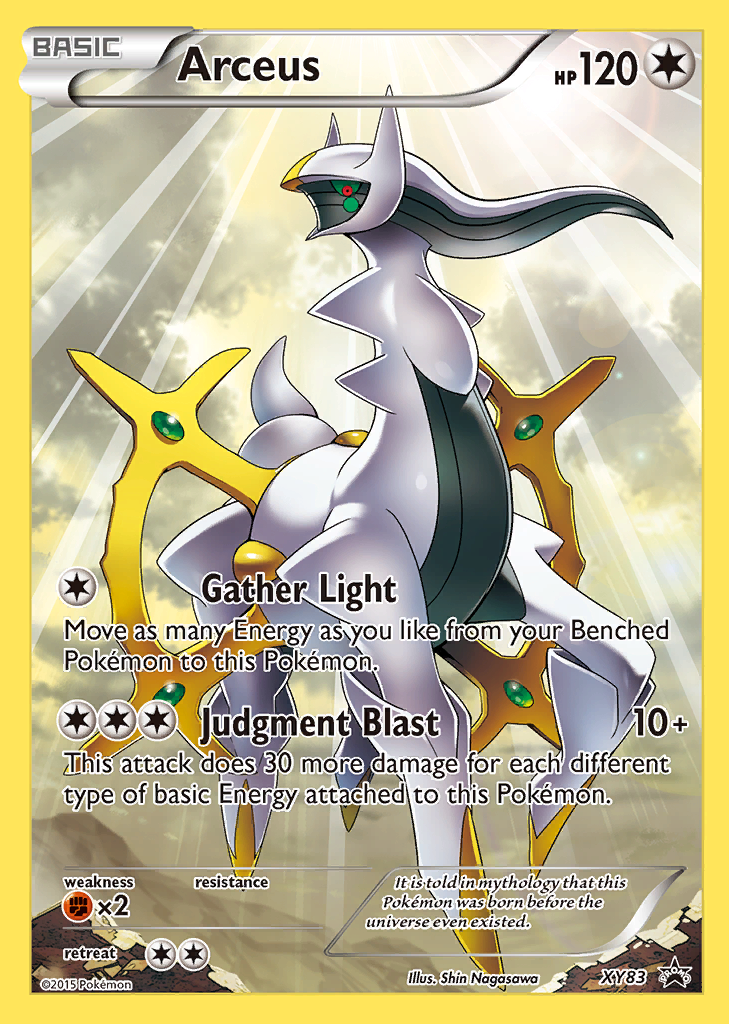 BASIC
Arceus
HP 120
Gather Light
Move as many Energy as you like from your Benched
Pokémon to this Pokémon.
Judgment Blast 10+
This attack does 30 more damage for each different
type of basic Energy attached to this Pokémon.
weakness resistance
×2
It is told in mythology that this
Pokémon was born before the
universe even existed.
retreat
©2015 Pokémon
Illus. Shin Nagasawa
XY83
PROMO